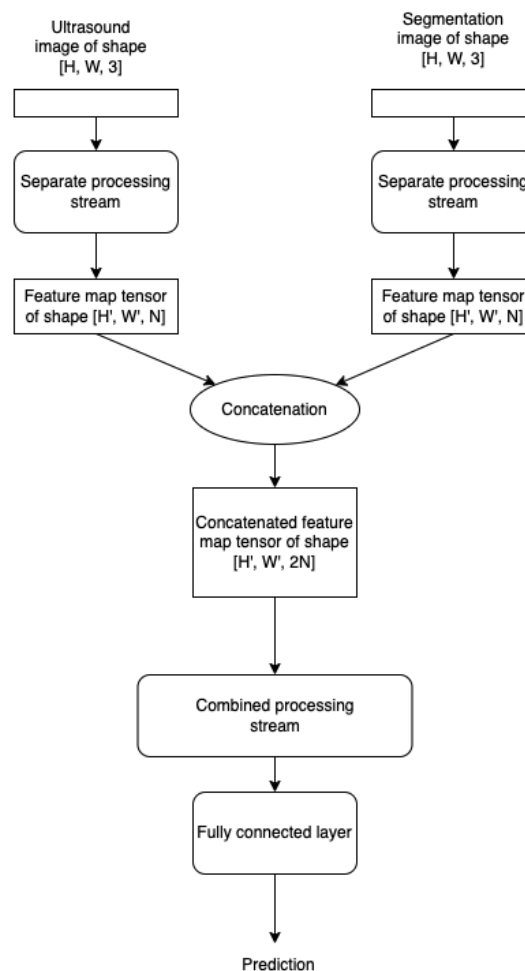 Ultrasound
image of shape
[H, W, 3]
Segmentation
image of shape
[H, W, 3]
Separate processing
stream
Separate processing
stream
Feature map tensor
of shape [H', W', N]
Feature map tensor
of shape [H', W', N]
Concatenation
Concatenated feature
map tensor of shape
[H', W', 2N]
Combined processing
stream
Fully connected layer
Prediction